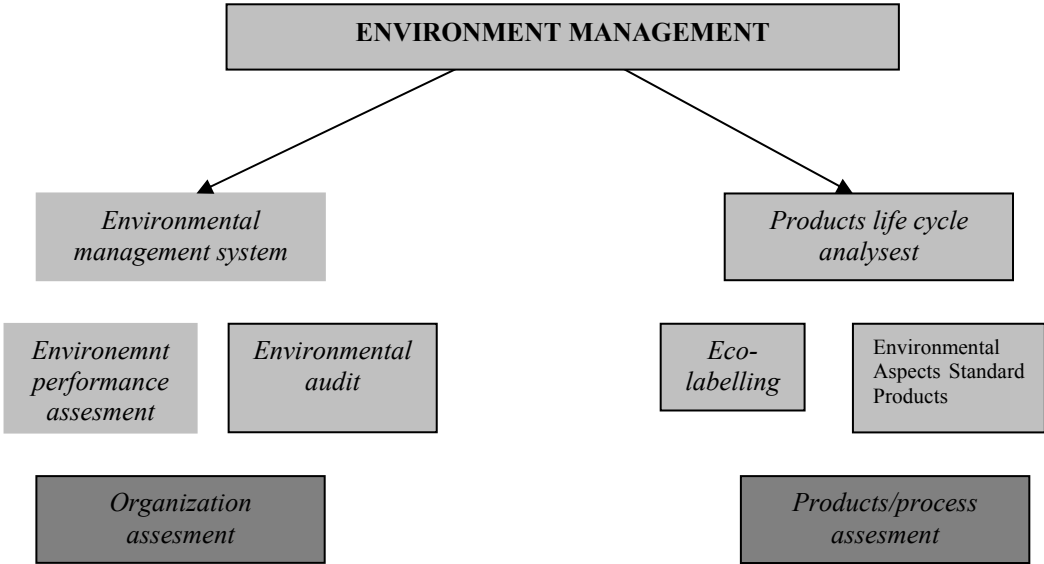 ENVIRONMENT MANAGEMENT
Environmental
management system
Products life cycle
analysest
Environemnt
performance
assesment
Environmental
audit
Eco-
labelling
Environmental
Aspects Standard
Products
Organization
assesment
Products/process
assesment